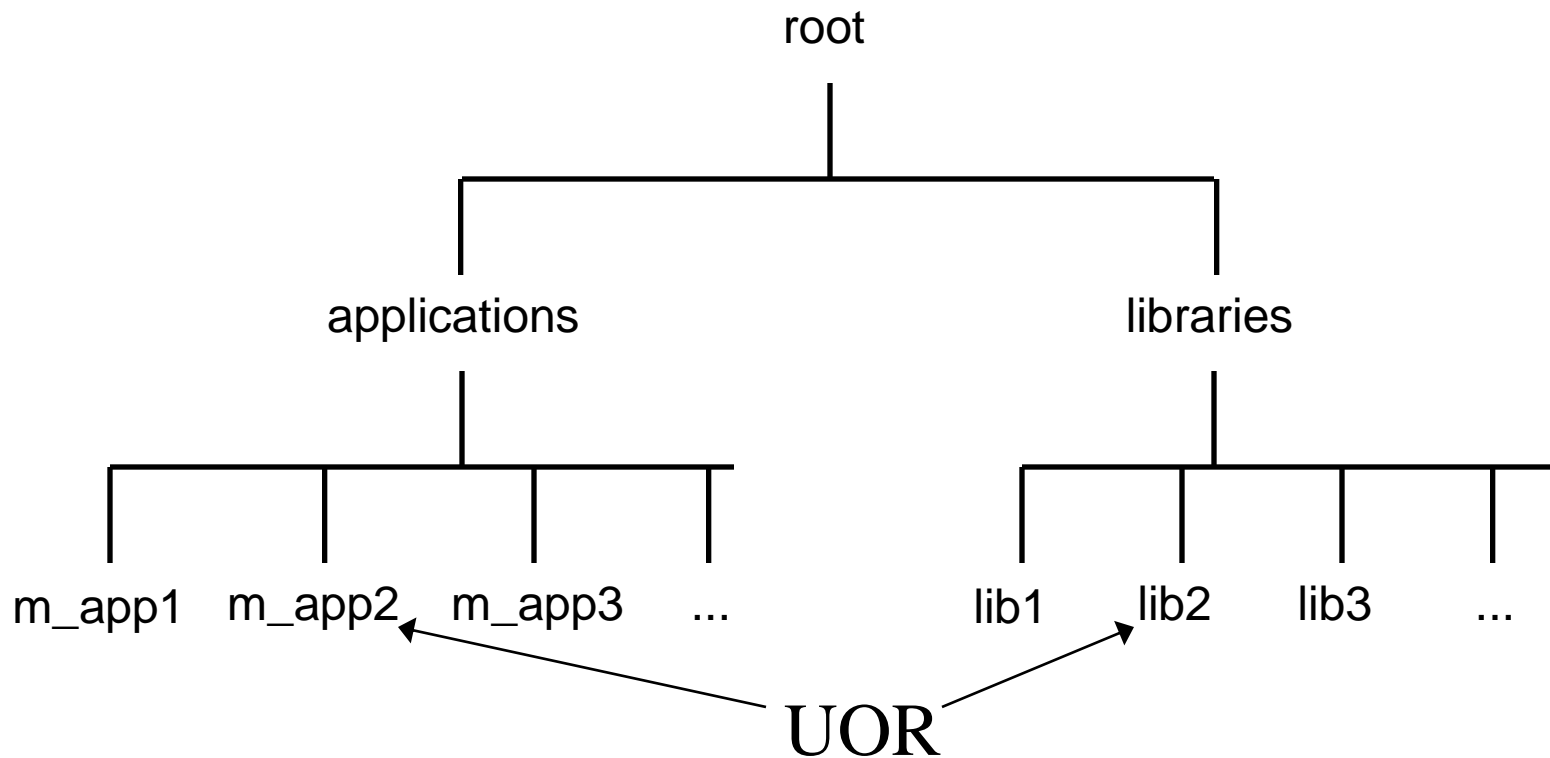 root
applications libraries
m_app1 m_app2 m_app3 ... lib1 lib2 lib3 ...
UOR